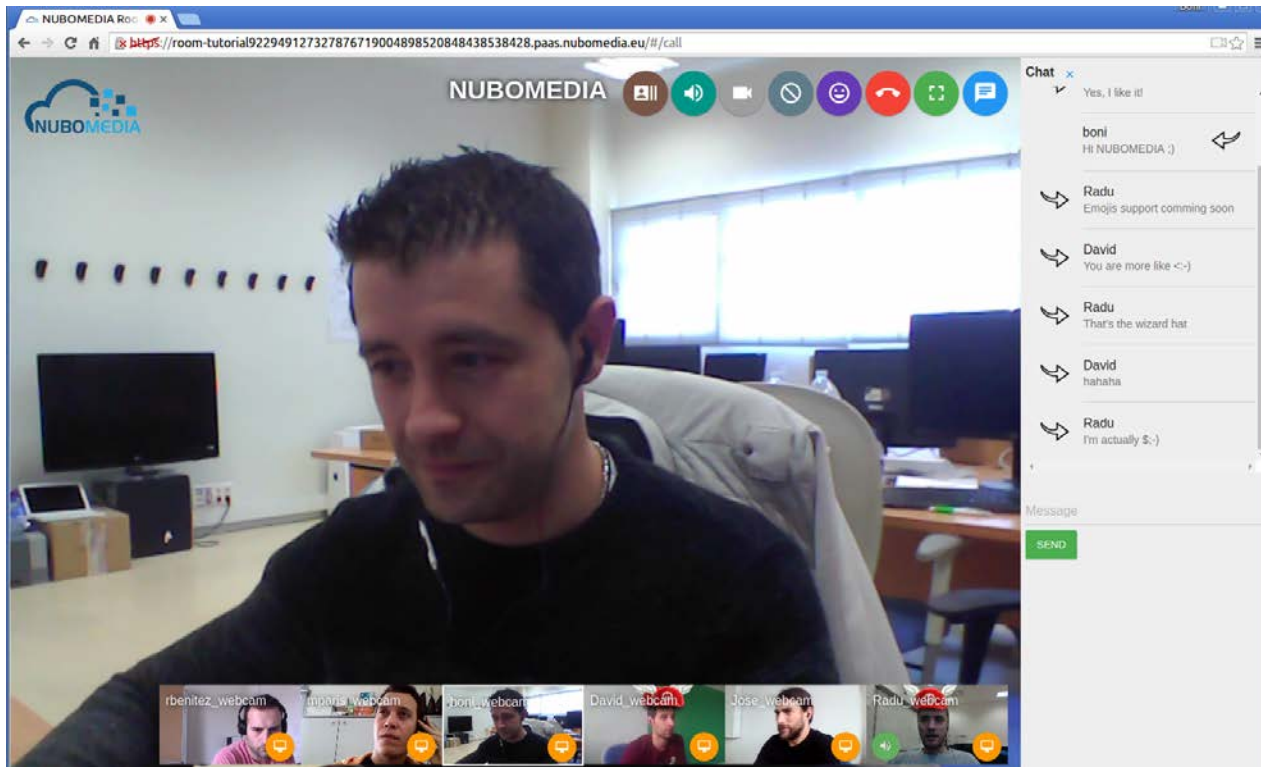 NUBOMEDIA Roo
https://room-tutorial92294912732787671900489852084843853​8428.paas.nubomedia.eu/#/call
NUBOMEDIA
NUBOMEDIA
Chat ×
Yes, I like it!
boni
Hi NUBOMEDIA :)
Radu
Emojis support comming soon
David
You are more like <:-)
Radu
That's the wizard hat
David
hahaha
Radu
I'm actually $;-)
Message
SEND
rbenitez_webcam
mparis_webcam
boni_webcam
David_webcam
Jose_webcam
Radu_webcam